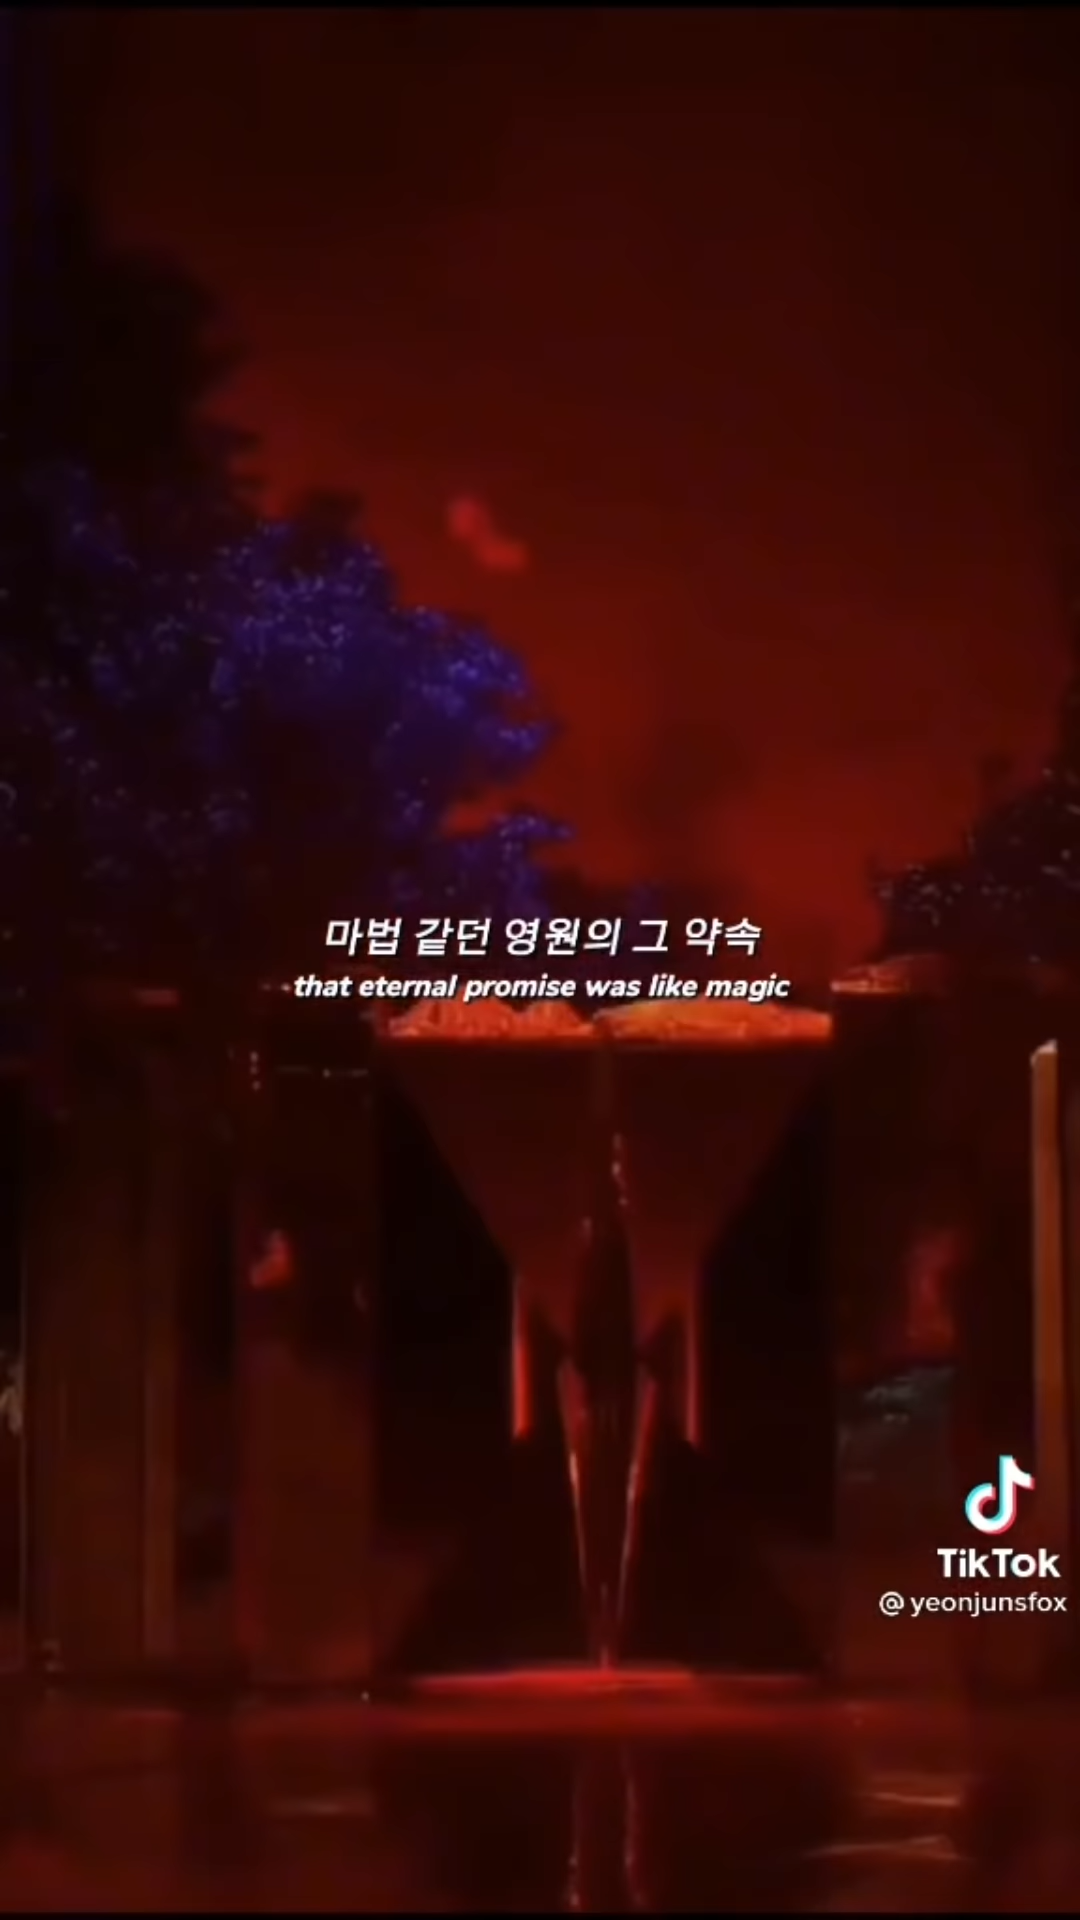 마법 같던 영원의 그 약속
that eternal promise was like magic
TikTok
@yeonjunsfox